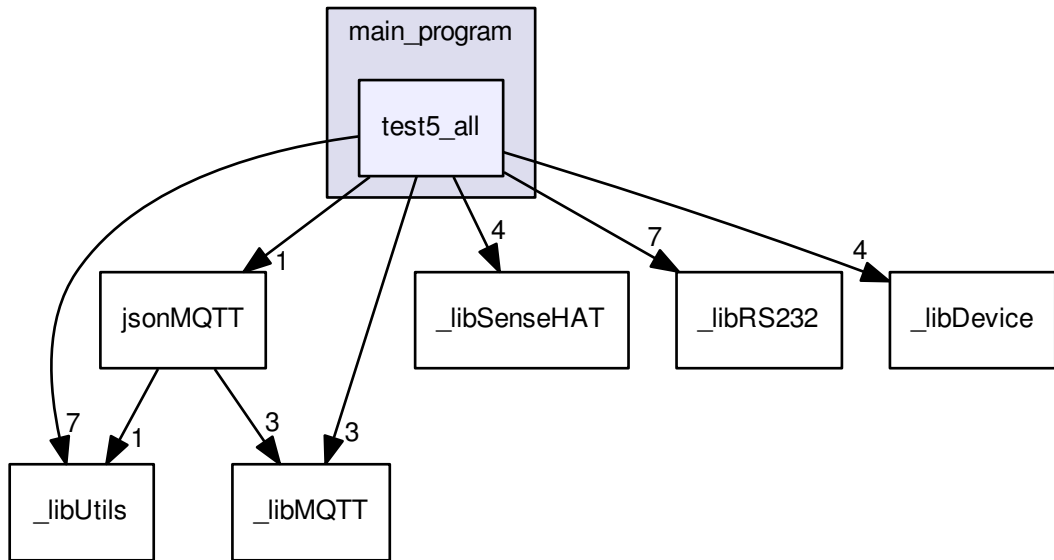 main_program
test5_all
4
7
4
1
jsonMQTT
_libSenseHAT
_libRS232
_libDevice
7
1
3
3
_libUtils
_libMQTT